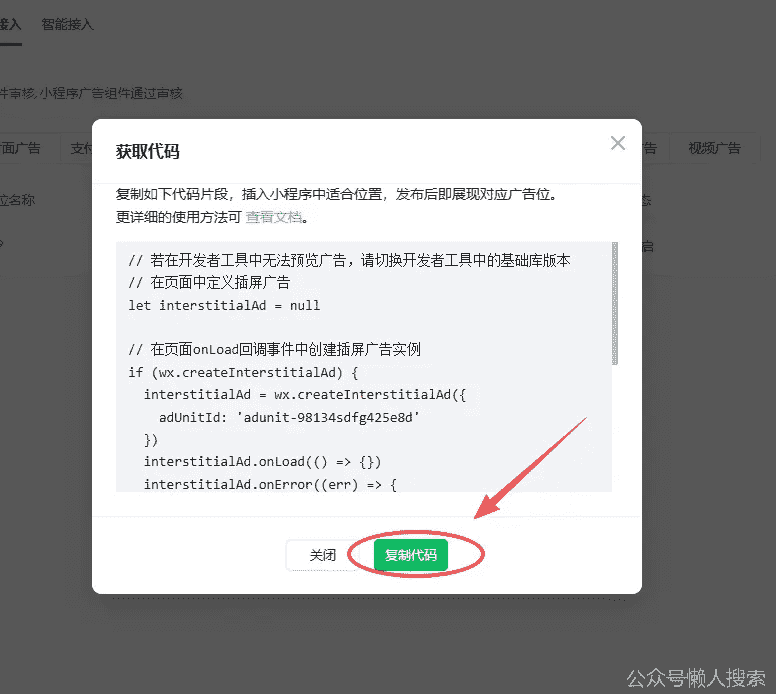 接入 智能接入
件审核,小程序广告组件通过审核
面广告 支付 告 视频广告
位名称 态
启
获取代码
复制如下代码片段，插入小程序中适合位置，发布后即展现对应广告位。
更详细的使用方法可 查看文档。
// 若在开发者工具中无法预览广告，请切换开发者工具中的基础库版本
// 在页面中定义插屏广告
let interstitialAd = null
// 在页面onLoad回调事件中创建插屏广告实例
if (wx.createInterstitialAd) {
  interstitialAd = wx.createInterstitialAd({
    adUnitId: 'adunit-98134sdfg425e8d'
  })
  interstitialAd.onLoad(() => {})
  interstitialAd.onError((err) => {
关闭 复制代码
公众号懒人搜索